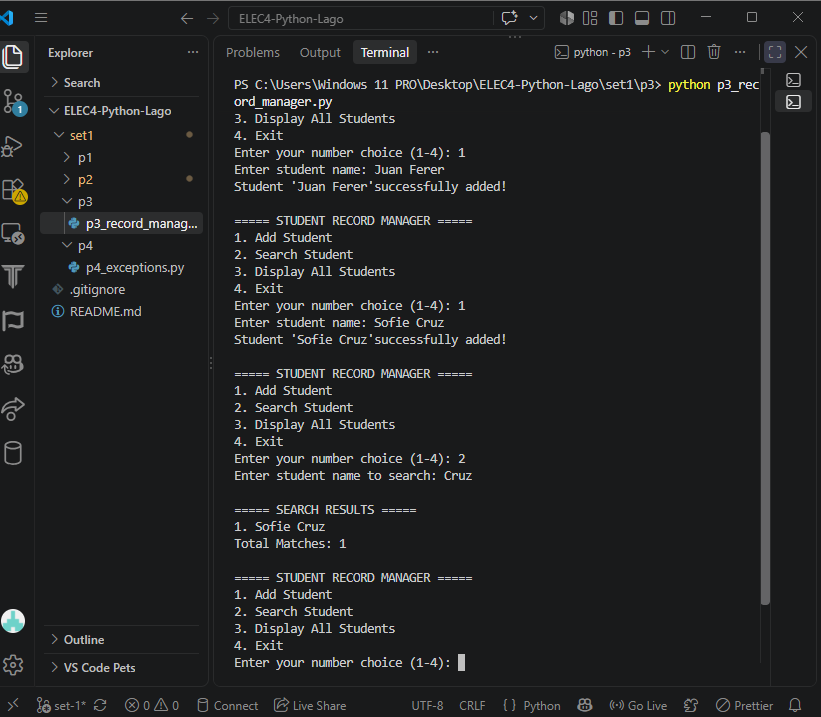 ELEC4-Python-Lago
Explorer
Search
ELEC4-Python-Lago
set1
p1
p2
p3
p3_record_manag...
p4
p4_exceptions.py
.gitignore
README.md
Outline
VS Code Pets
1
Problems
Output
Terminal
python - p3
PS C:\Users\Windows 11 PRO\Desktop\ELEC4-Python-Lago\set1\p3> python p3_rec
ord_manager.py
3. Display All Students
4. Exit
Enter your number choice (1-4): 1
Enter student name: Juan Ferer
Student 'Juan Ferer'successfully added!
===== STUDENT RECORD MANAGER =====
1. Add Student
2. Search Student
3. Display All Students
4. Exit
Enter your number choice (1-4): 1
Enter student name: Sofie Cruz
Student 'Sofie Cruz'successfully added!
===== STUDENT RECORD MANAGER =====
1. Add Student
2. Search Student
3. Display All Students
4. Exit
Enter your number choice (1-4): 2
Enter student name to search: Cruz
===== SEARCH RESULTS =====
1. Sofie Cruz
Total Matches: 1
===== STUDENT RECORD MANAGER =====
1. Add Student
2. Search Student
3. Display All Students
4. Exit
Enter your number choice (1-4):
set-1* 0 0 Connect Live Share UTF-8 CRLF { } Python Go Live Prettier